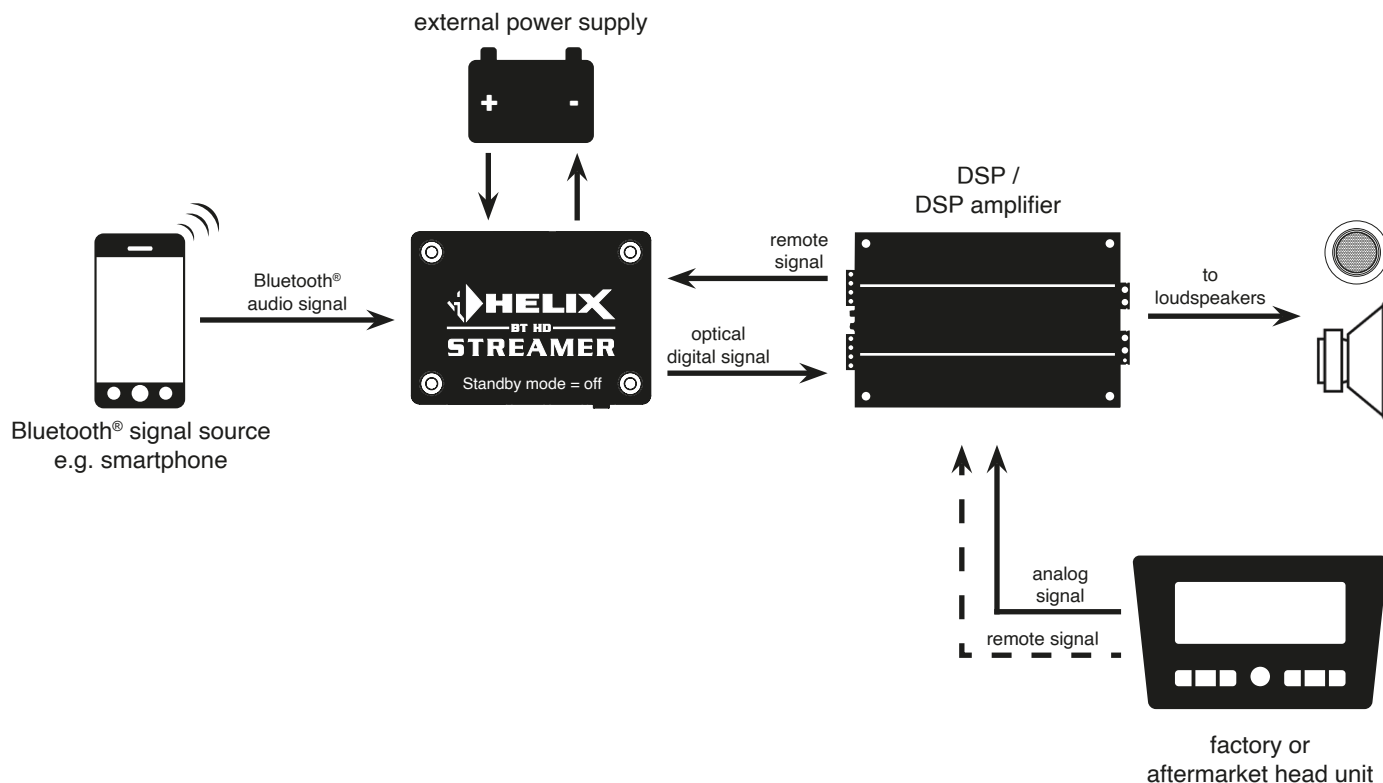 external power supply
+ -
DSP /
DSP amplifier
Bluetooth®
audio signal
HELIX
BT HD
STREAMER
Standby mode = off
remote
signal
optical
digital signal
to
loudspeakers
Bluetooth® signal source
e.g. smartphone
analog
signal
remote signal
factory or
aftermarket head unit